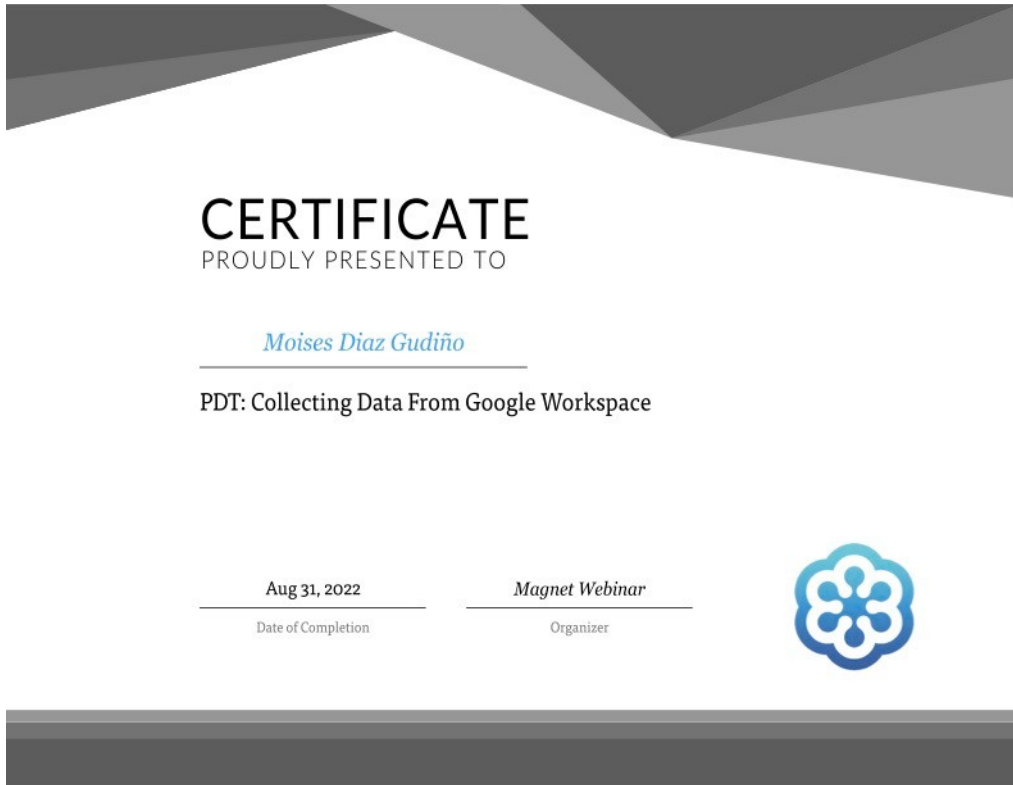 CERTIFICATE
PROUDLY PRESENTED TO
Moises Diaz Gudiño
PDT: Collecting Data From Google Workspace
Aug 31, 2022
Magnet Webinar
Date of Completion
Organizer